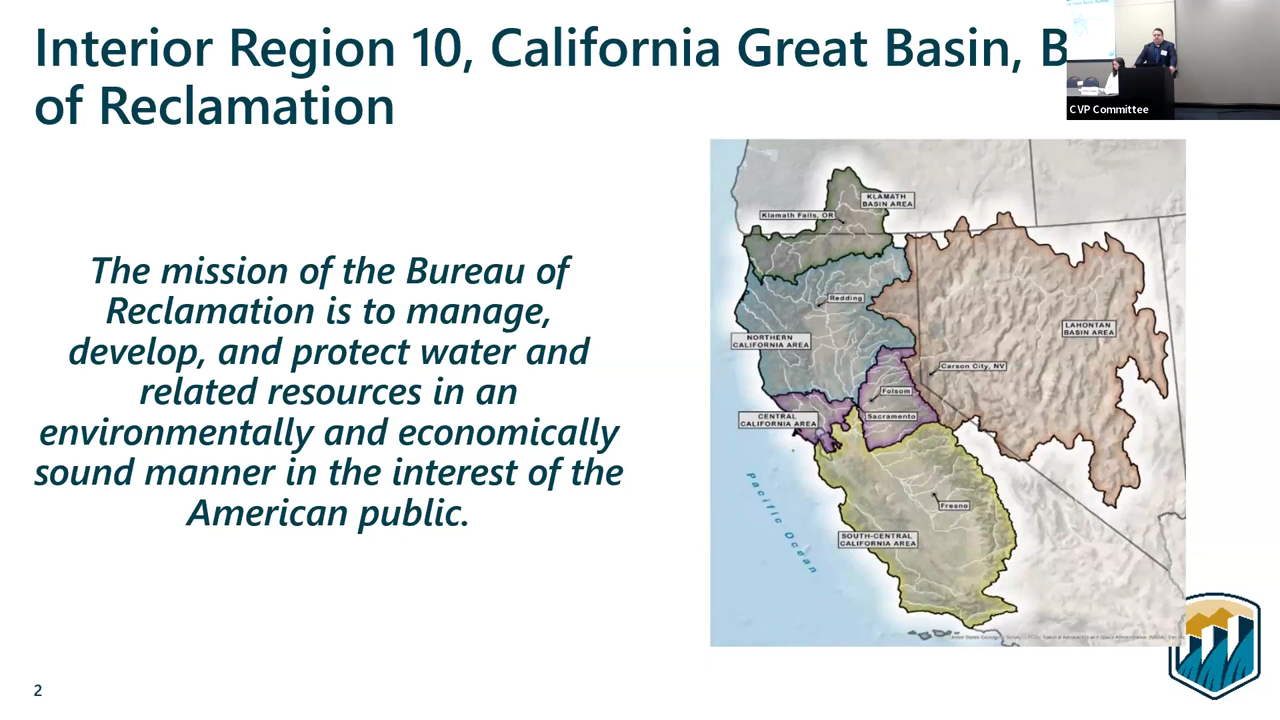 Interior Region 10, California Great Basin, B
of Reclamation
CVP Committee
The mission of the Bureau of
Reclamation is to manage,
develop, and protect water and
related resources in an
environmentally and economically
sound manner in the interest of the
American public.
KLAMATH
BASIN AREA
Klamath Falls, OR
Redding
NORTHERN
CALIFORNIA AREA
LAHONTAN
BASIN AREA
Carson City, NV
Folsom
CENTRAL
CALIFORNIA AREA
Sacramento
Pacific Ocean
Fresno
SOUTH-CENTRAL
CALIFORNIA AREA
2